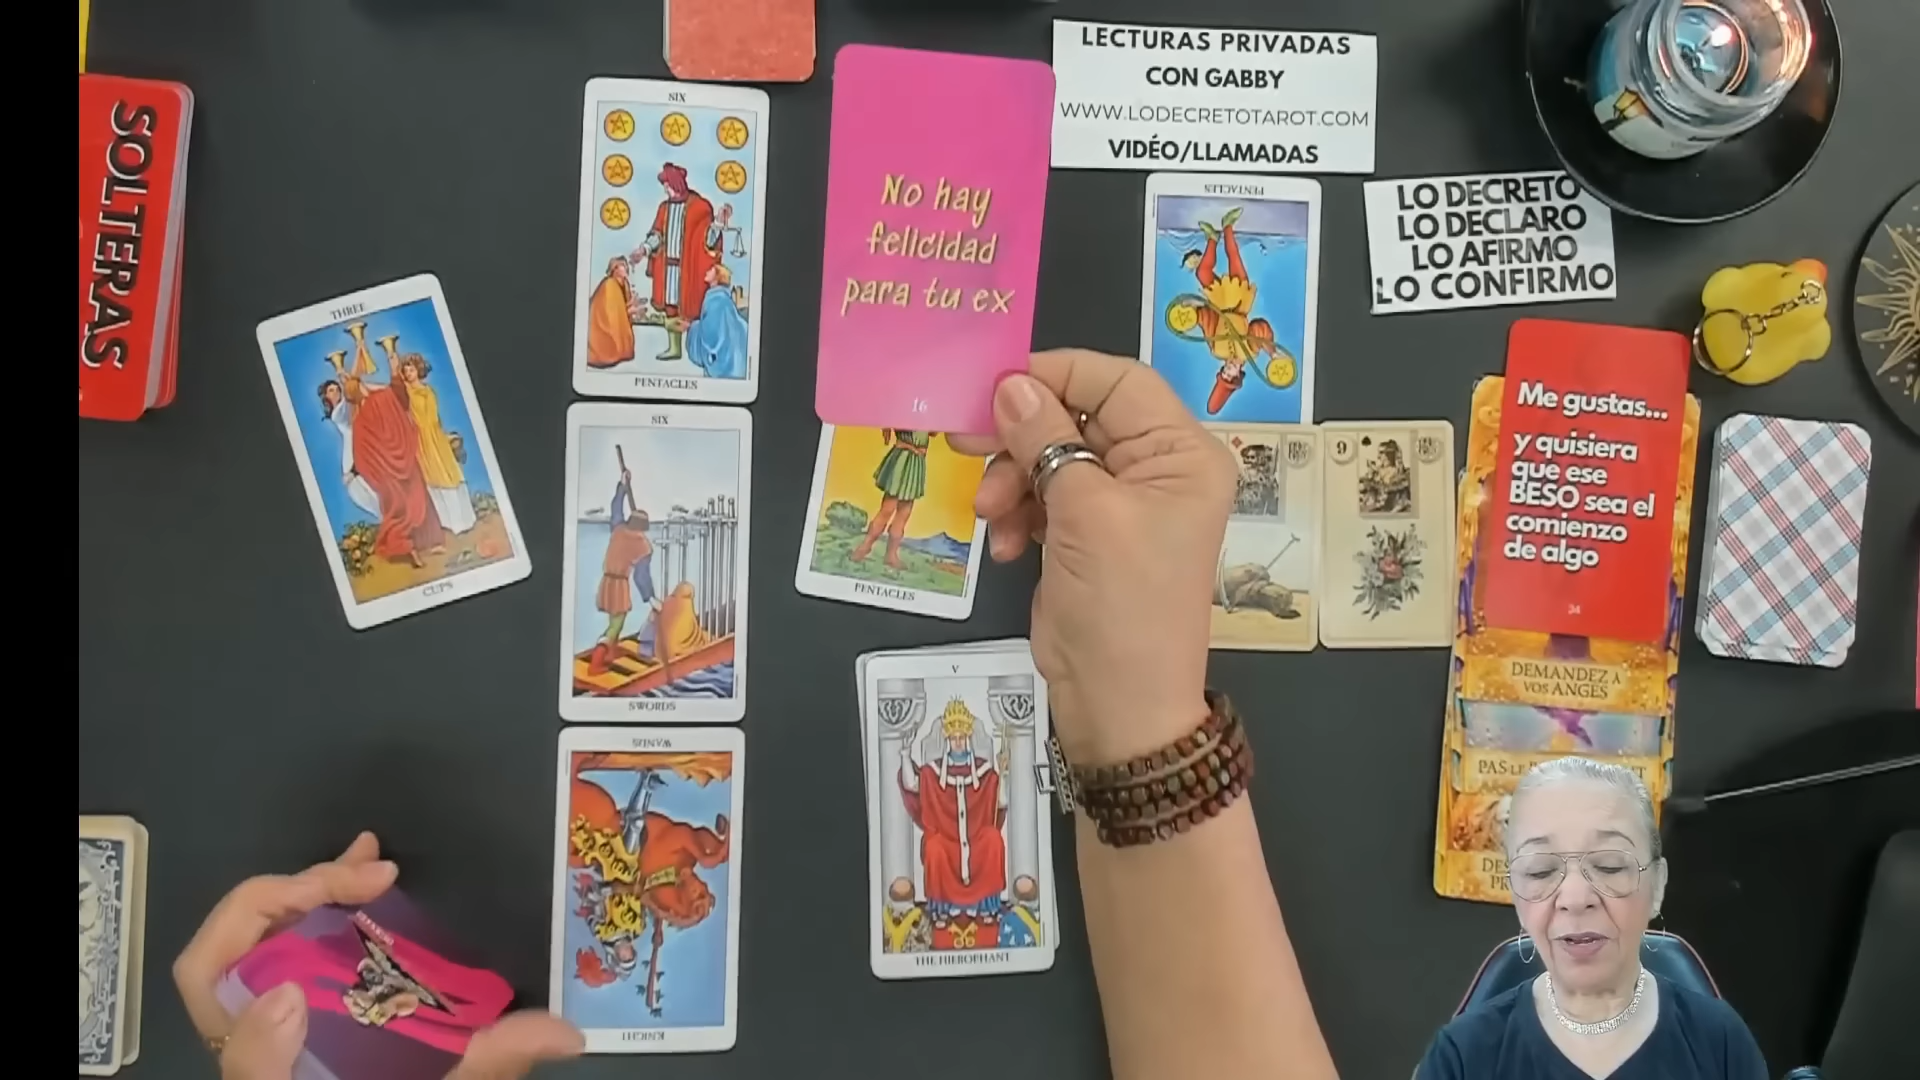 SOLTERAS
THREE
CUPS
SIX
PENTACLES
SIX
SWORDS
WANDS
KNIGHT
No hay
felicidad
para tu ex
16
PENTACLES
V
THE HIEROPHANT
LECTURAS PRIVADAS
CON GABBY
WWW.LODECRETOTAROT.COM
VIDÉO/LLAMADAS
PENTACLES
LO DECRETO
LO DECLARO
LO AFIRMO
LO CONFIRMO
9
Me gustas...
y quisiera
que ese
BESO sea el
comienzo
de algo
34
DEMANDEZ À
VOS ANGES